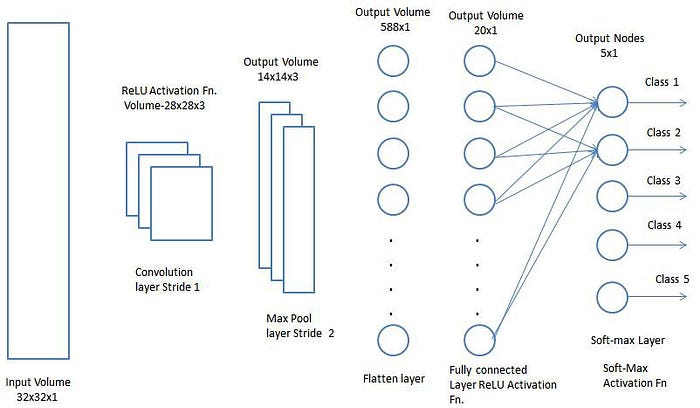 Output Volume
588x1
Output Volume
20x1
Output Nodes
5x1
Output Volume
14x14x3
ReLU Activation Fn.
Volume-28x28x3
Class 1
Class 2
Class 3
Class 4
Class 5
Convolution
layer Stride 1
Max Pool
layer Stride 2
Input Volume
32x32x1
Flatten layer
Fully connected
Layer ReLU Activation
Fn.
Soft-max Layer
Soft-Max
Activation Fn